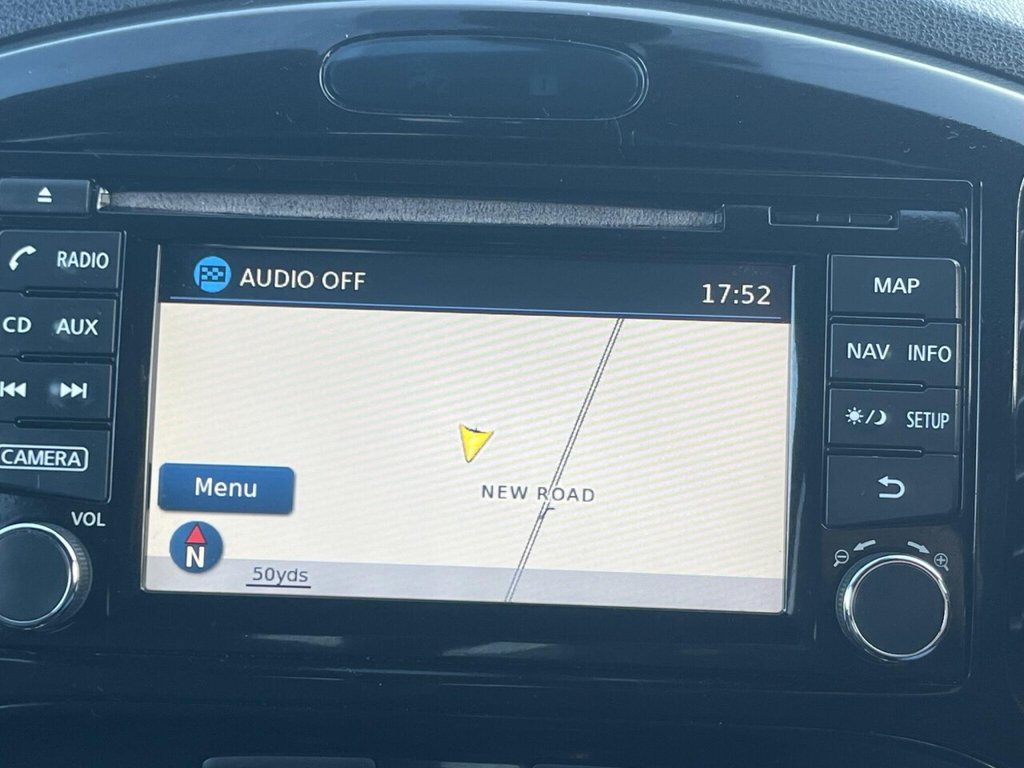 RADIO
CD AUX
CAMERA
VOL
AUDIO OFF
17:52
NEW ROAD
Menu
N
50yds
MAP
NAV INFO
SETUP